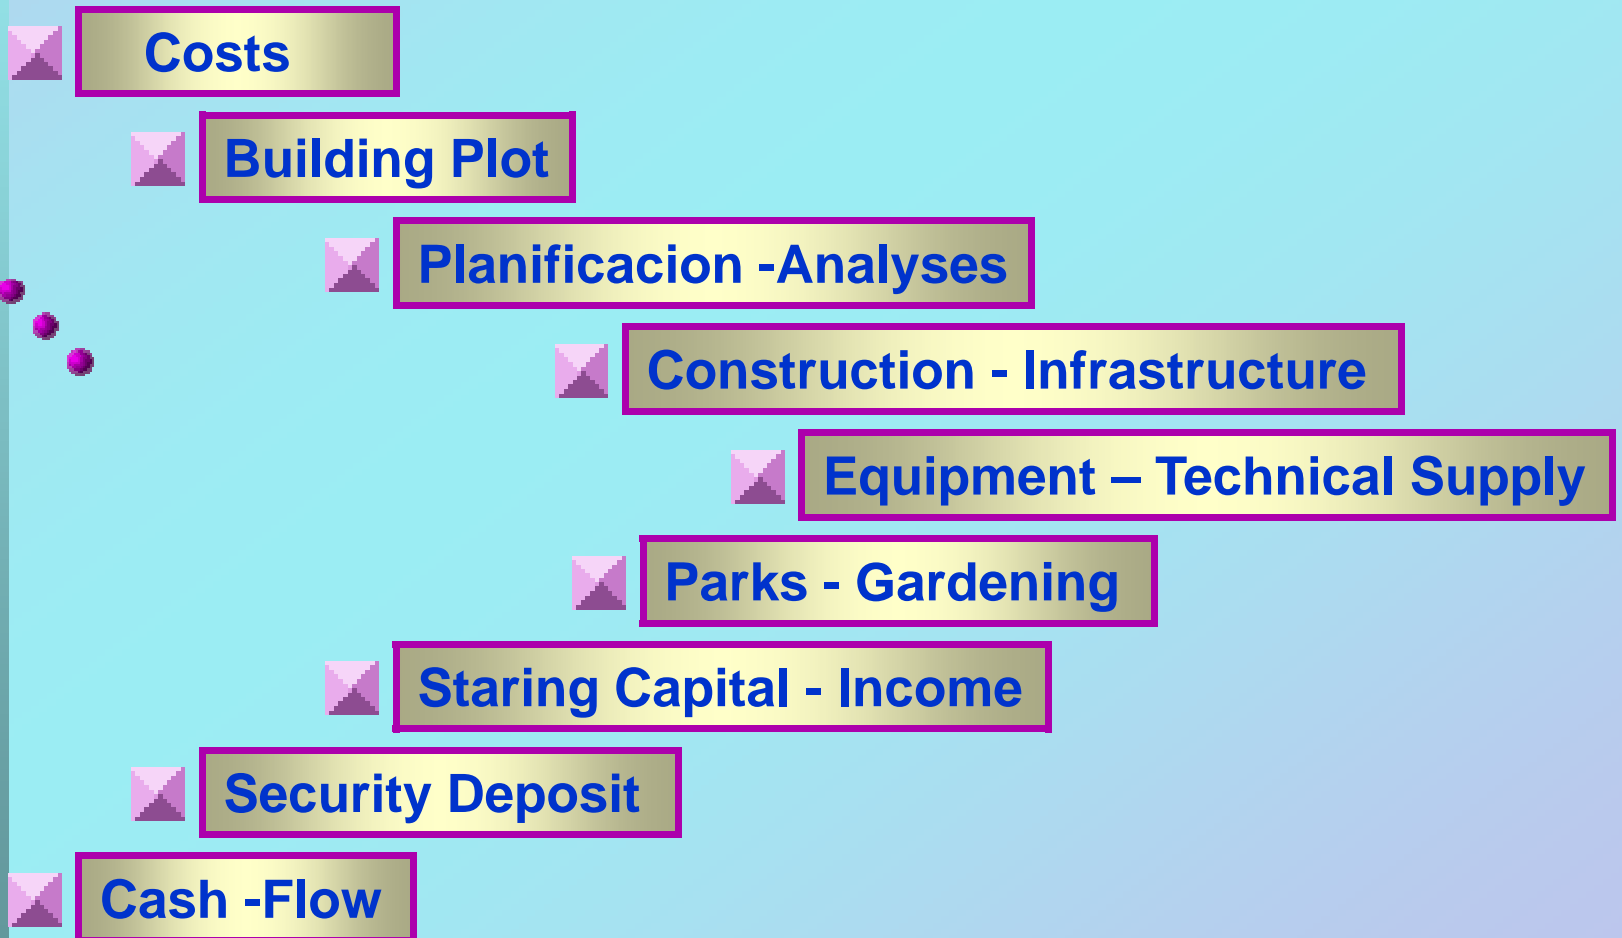 Costs
Building Plot
Planificacion -Analyses
Construction - Infrastructure
Equipment – Technical Supply
Parks - Gardening
Staring Capital - Income
Security Deposit
Cash -Flow